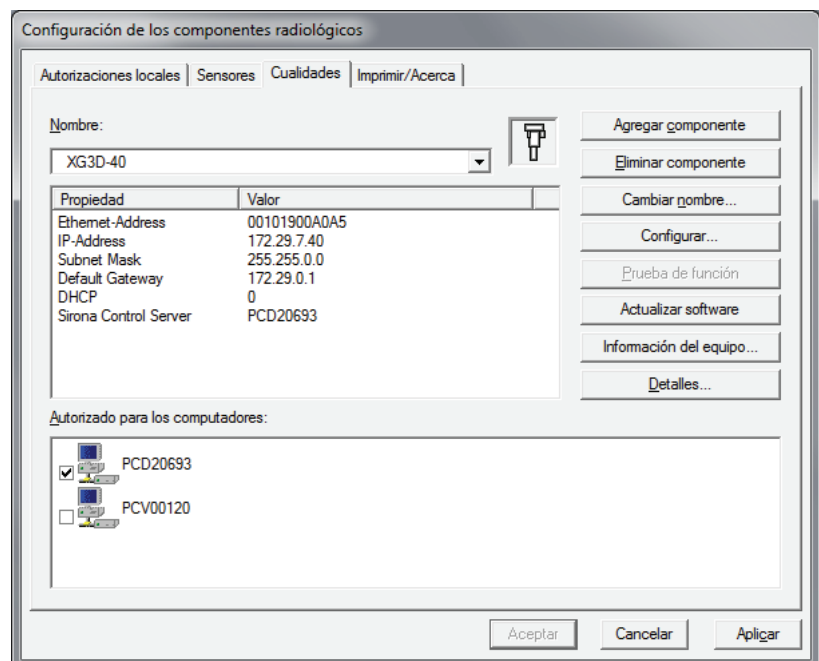 Configuración de los componentes radiológicos
Autorizaciones locales Sensores Cualidades Imprimir/Acerca
Nombre:
XG3D-40
Agregar componente
Eliminar componente
Propiedad Valor
Ethernet-Address 00101900A0A5
IP-Address 172.29.7.40
Subnet Mask 255.255.0.0
Default Gateway 172.29.0.1
DHCP 0
Sirona Control Server PCD20693
Cambiar nombre...
Configurar...
Prueba de función
Actualizar software
Información del equipo...
Detalles...
Autorizado para los computadores:
PCD20693
PCV00120
Aceptar Cancelar Aplicar